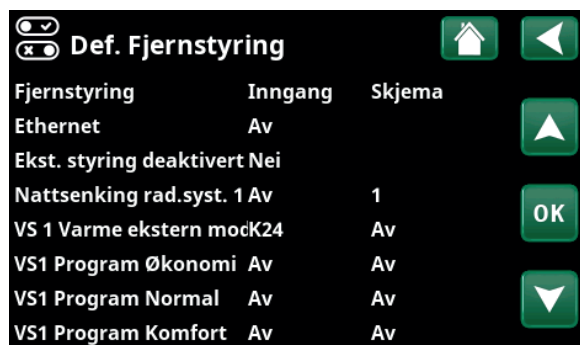 Def. Fjernstyring
Fjernstyring Inngang Skjema
Ethernet Av
Ekst. styring deaktivert Nei
Nattsenking rad.syst. 1 Av 1
OK
VS 1 Varme ekstern mod K24 Av
VS1 Program Økonomi Av Av
VS1 Program Normal Av Av
VS1 Program Komfort Av Av